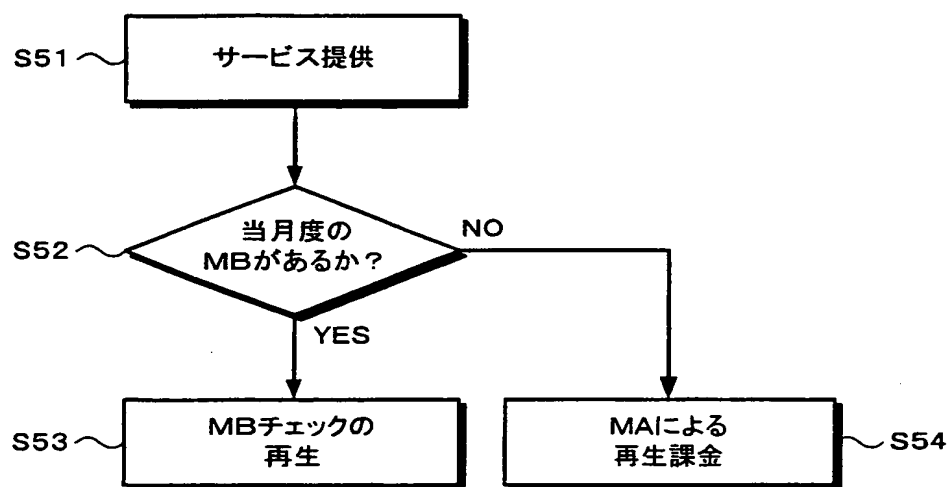 S51
サービス提供
S52
当月度の
MBがあるか？
NO
YES
S53
MBチェックの
再生
MAによる
再生課金
S54